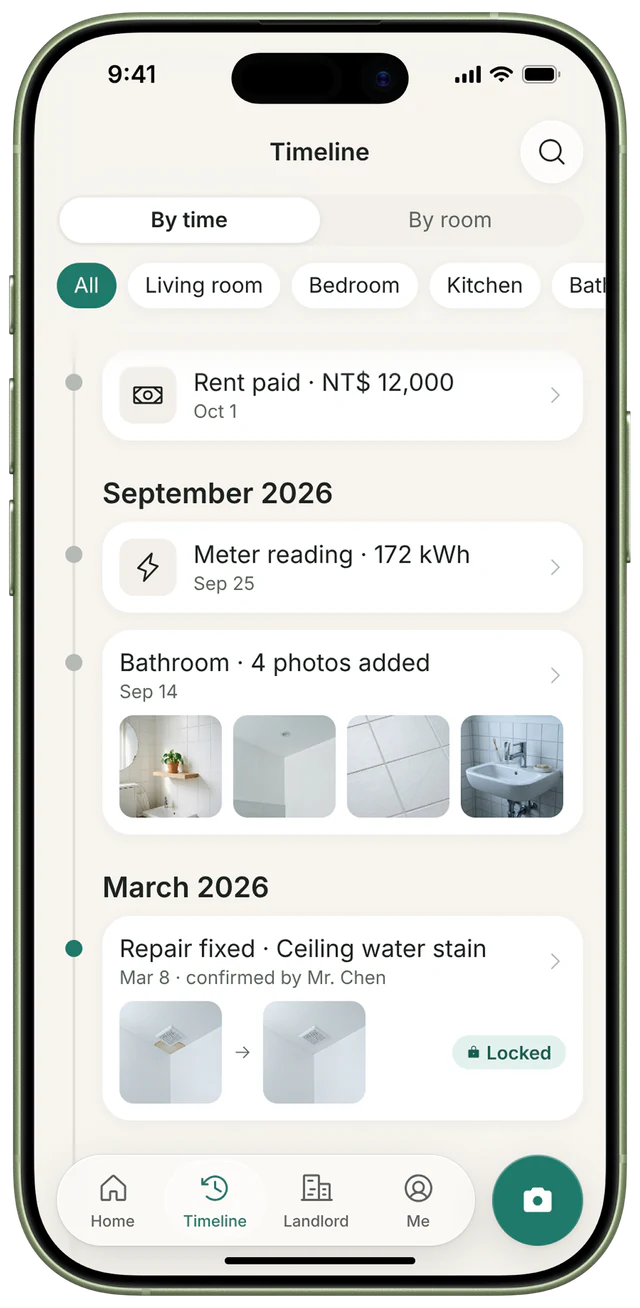 9:41
Timeline
By time
By room
All
Living room
Bedroom
Kitchen
Rent paid · NT$ 12,000
Oct 1
September 2026
Meter reading · 172 kWh
Sep 25
Bathroom · 4 photos added
Sep 14
March 2026
Repair fixed · Ceiling water stain
Mar 8 · confirmed by Mr. Chen
→
Locked
Home
Timeline
Landlord
Me